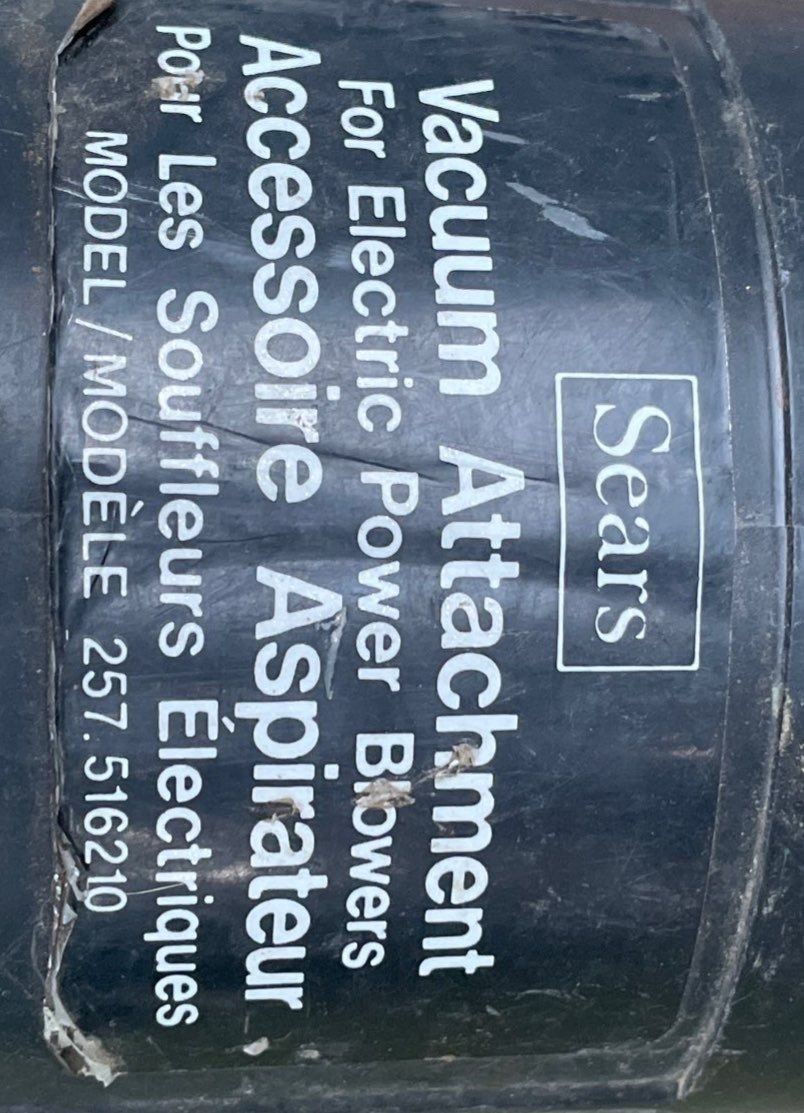 Sears
Vacuum Attachment
For Electric Power Blowers
Accessoire Aspirateur
Pour Les Souffleurs Électriques
MODEL/MODÈLE 257.516210